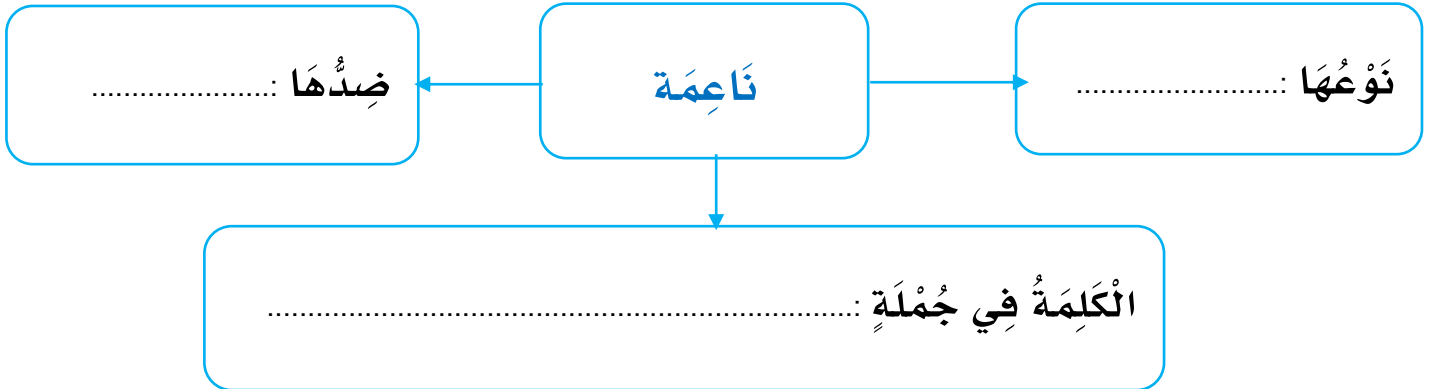 نَوْعُهَا :.........................
نَاعِمَة
ضِدُّهَا :......................
الْكَلِمَةُ فِي جُمْلَةٍ :........................................................................